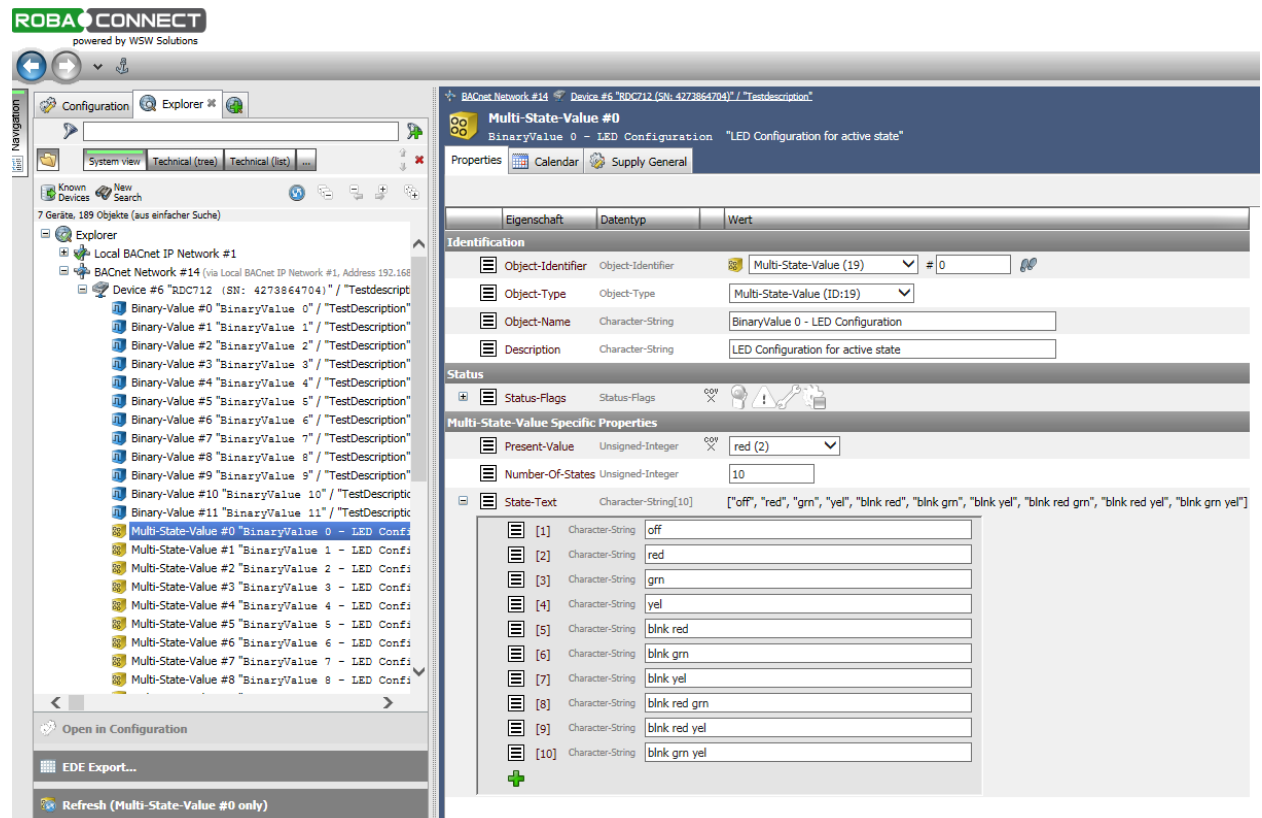 ROBA CONNECT
powered by WSW Solutions
Navigation
Configuration
Explorer
System view
Technical (tree)
Technical (list)
...
Known Devices
New Search
7 Geräte, 189 Objekte (aus einfacher Suche)
Explorer
Local BACnet IP Network #1
BACnet Network #14 (via Local BACnet IP Network #1, Address 192.168
Device #6 "RDC712 (SN: 4273864704)" / "Testdescript
Binary-Value #0 "BinaryValue 0" / "TestDescription"
Binary-Value #1 "BinaryValue 1" / "TestDescription"
Binary-Value #2 "BinaryValue 2" / "TestDescription"
Binary-Value #3 "BinaryValue 3" / "TestDescription"
Binary-Value #4 "BinaryValue 4" / "TestDescription"
Binary-Value #5 "BinaryValue 5" / "TestDescription"
Binary-Value #6 "BinaryValue 6" / "TestDescription"
Binary-Value #7 "BinaryValue 7" / "TestDescription"
Binary-Value #8 "BinaryValue 8" / "TestDescription"
Binary-Value #9 "BinaryValue 9" / "TestDescription"
Binary-Value #10 "BinaryValue 10" / "TestDescriptic
Binary-Value #11 "BinaryValue 11" / "TestDescriptic
Multi-State-Value #0 "BinaryValue 0 - LED Confi
Multi-State-Value #1 "BinaryValue 1 - LED Confi
Multi-State-Value #2 "BinaryValue 2 - LED Confi
Multi-State-Value #3 "BinaryValue 3 - LED Confi
Multi-State-Value #4 "BinaryValue 4 - LED Confi
Multi-State-Value #5 "BinaryValue 5 - LED Confi
Multi-State-Value #6 "BinaryValue 6 - LED Confi
Multi-State-Value #7 "BinaryValue 7 - LED Confi
Multi-State-Value #8 "BinaryValue 8 - LED Confi
Open in Configuration
EDE Export...
Refresh (Multi-State-Value #0 only)
BACnet Network #14 Device #6 "RDC712 (SN: 4273864704)" / "Testdescription"
Multi-State-Value #0
BinaryValue 0 - LED Configuration "LED Configuration for active state"
Properties
Calendar
Supply General
Eigenschaft Datentyp Wert
Identification
Object-Identifier Object-Identifier Multi-State-Value (19) # 0
Object-Type Object-Type Multi-State-Value (ID:19)
Object-Name Character-String BinaryValue 0 - LED Configuration
Description Character-String LED Configuration for active state
Status
Status-Flags Status-Flags COV
Multi-State-Value Specific Properties
Present-Value Unsigned-Integer COV red (2)
Number-Of-States Unsigned-Integer 10
State-Text Character-String[10] ["off", "red", "grn", "yel", "blnk red", "blnk grn", "blnk yel", "blnk red grn", "blnk red yel", "blnk grn yel"]
[1] Character-String off
[2] Character-String red
[3] Character-String grn
[4] Character-String yel
[5] Character-String blnk red
[6] Character-String blnk grn
[7] Character-String blnk yel
[8] Character-String blnk red grn
[9] Character-String blnk red yel
[10] Character-String blnk grn yel